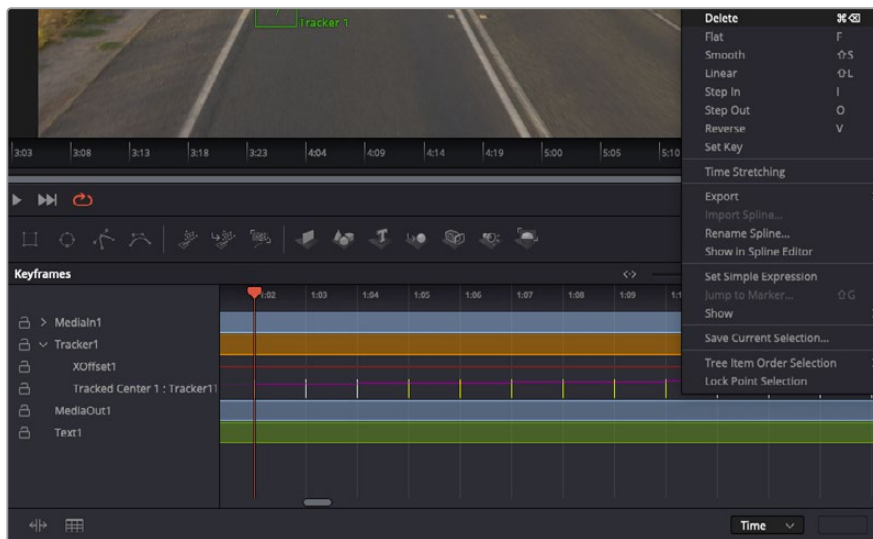 Tracker 1
Delete ⌘⌫
Flat F
Smooth ⇧S
Linear ⇧L
Step In I
Step Out O
Reverse V
Set Key
Time Stretching
Export
Import Spline...
Rename Spline...
Show in Spline Editor
Set Simple Expression
Jump to Marker... ⇧G
Show
Save Current Selection...
Tree Item Order Selection
Lock Point Selection
3:03 3:08 3:13 3:18 3:23 4:04 4:09 4:14 4:19 5:00 5:05 5:10
Keyframes
1:02 1:03 1:04 1:05 1:06 1:07 1:08 1:09
MediaIn1
Tracker1
XOffset1
Tracked Center 1 : Tracker1
MediaOut1
Text1
Time